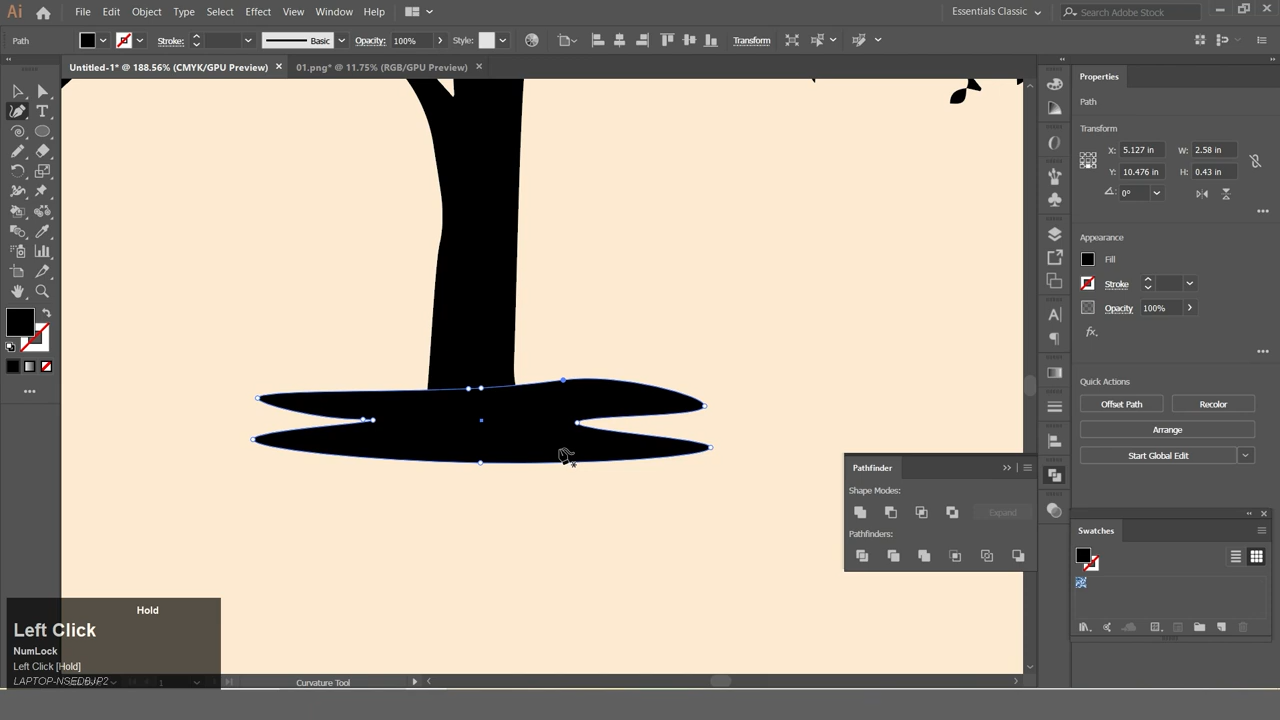 Ai File Edit Object Type Select Effect View Window Help Essentials Classic Search Adobe Stock
Path Stroke: Basic Opacity: 100% Style: Transform
Untitled-1* @ 188.56% (CMYK/GPU Preview) × 01.png* @ 11.75% (RGB/GPU Preview) ×
Properties
Path
Transform
X: 5.127 in W: 2.58 in
Y: 10.476 in H: 0.43 in
0°
Appearance
Fill
Stroke
Opacity 100%
fx.
Quick Actions
Offset Path Recolor
Arrange
Start Global Edit
Pathfinder
Shape Modes:
Expand
Pathfinders:
Swatches
Hold
Left Click
NumLock
Left Click [Hold]
LAPTOP-NSEDBJP2
1 Curvature Tool